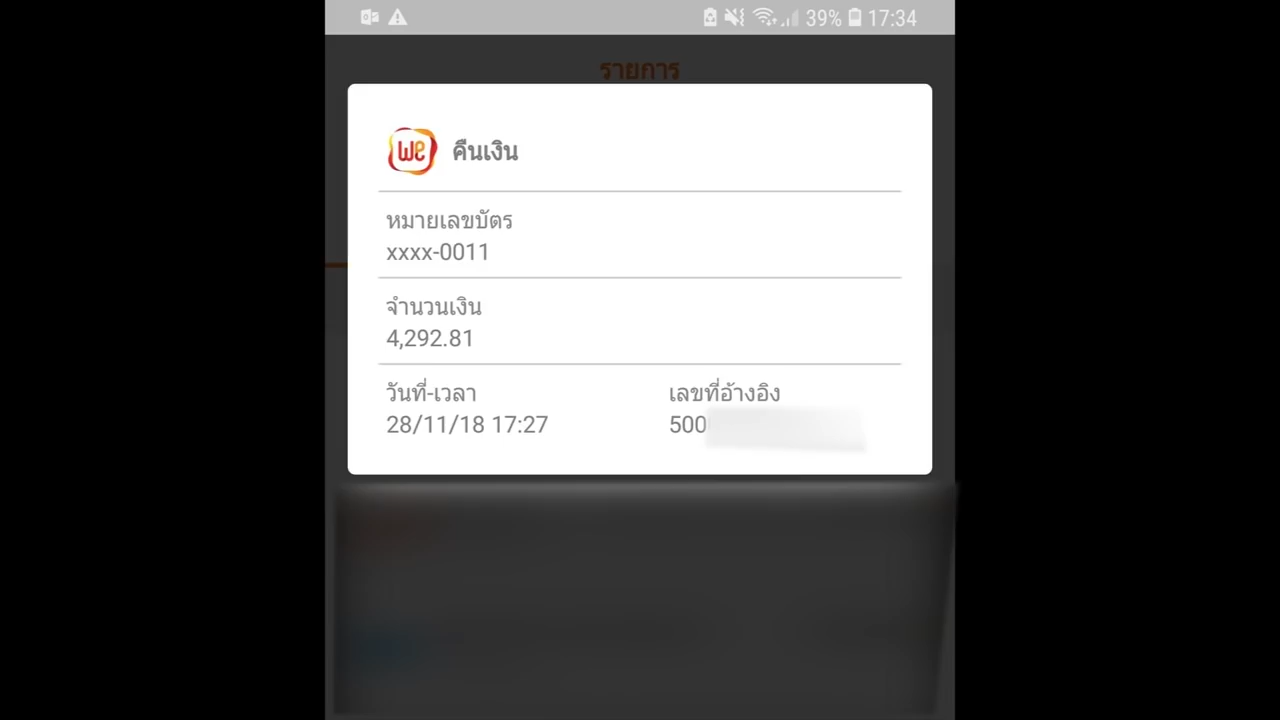 39% 17:34
รายการ
We คืนเงิน
หมายเลขบัตร
xxxx-0011
จำนวนเงิน
4,292.81
วันที่-เวลา เลขที่อ้างอิง
28/11/18 17:27 500